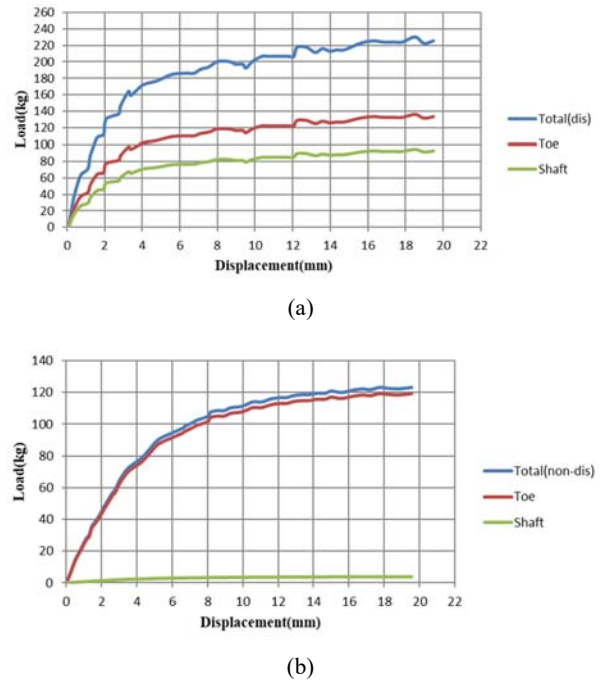 Load(kg)
260
240
220
200
180
160
140
120
100
80
60
40
20
0
0 2 4 6 8 10 12 14 16 18 20 22
Displacement(mm)
Total(dis)
Toe
Shaft
(a)
Load(kg)
140
120
100
80
60
40
20
0
0 2 4 6 8 10 12 14 16 18 20 22
Displacement(mm)
Total(non-dis)
Toe
Shaft
(b)